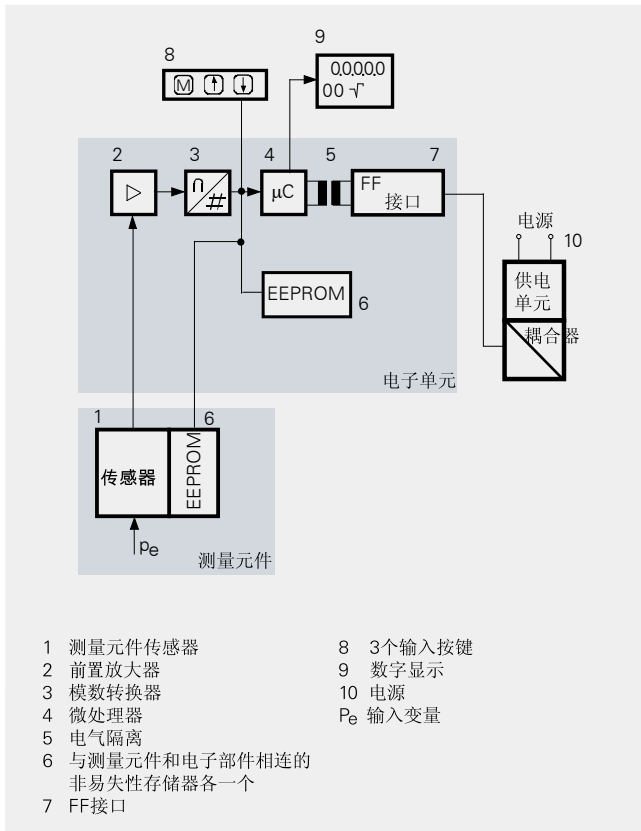 8
9
M
00000
00 √
2
3
4
5
7
n
#
μC
FF
接口
电源
10
供电
单元
耦合器
EEPROM
6
电子单元
1
6
传感器
EEPROM
pe
测量元件
1 测量元件传感器
2 前置放大器
3 模数转换器
4 微处理器
5 电气隔离
6 与测量元件和电子部件相连的
非易失性存储器各一个
7 FF接口
8 3个输入按键
9 数字显示
10 电源
Pe 输入变量